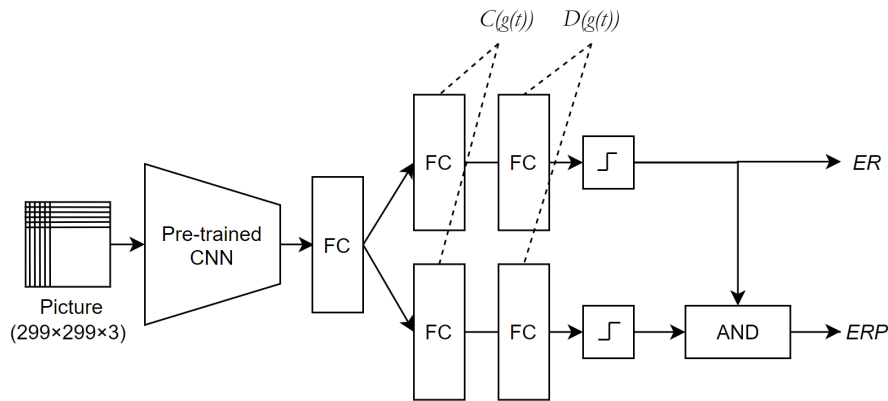 C(g(t)) D(g(t))
FC FC ER
Pre-trained
CNN
FC
Picture
(299×299×3)
FC FC AND ERP